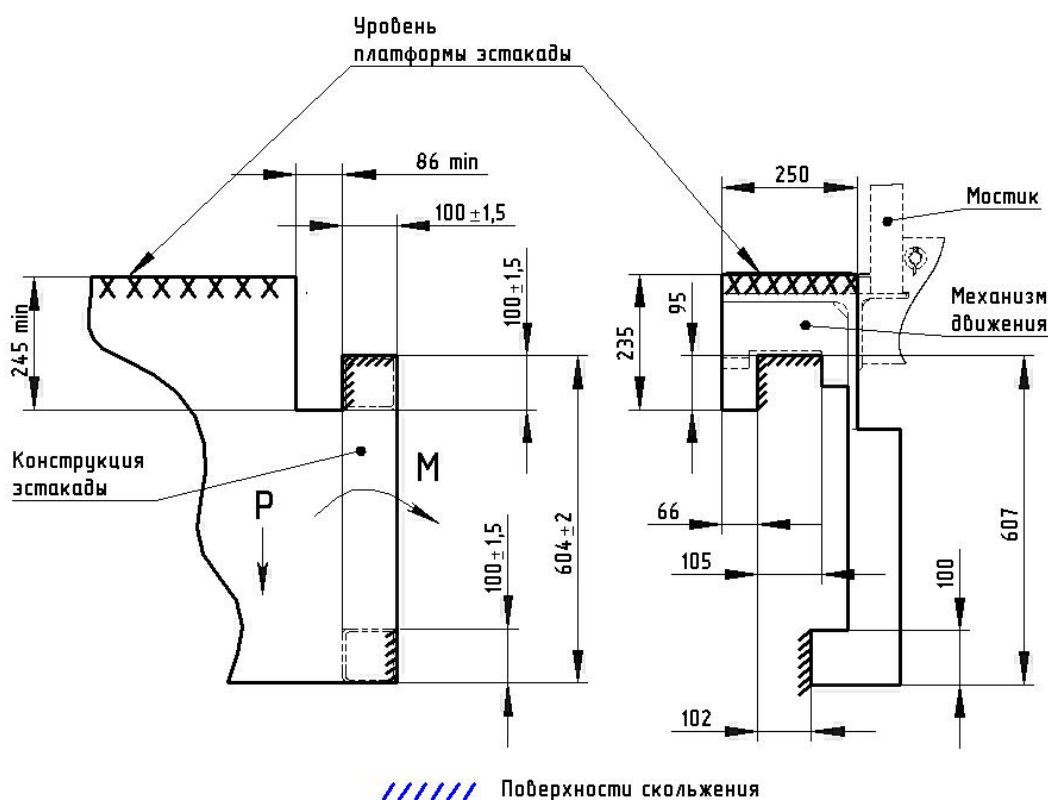 Уровень
платформы эстакады
86 min
100±1,5
100±1,5
245 min
Конструкция
эстакады
P
M
604±2
100±1,5
250
Мостик
95
235
Механизм
движения
66
105
607
100
102
Поверхности скольжения